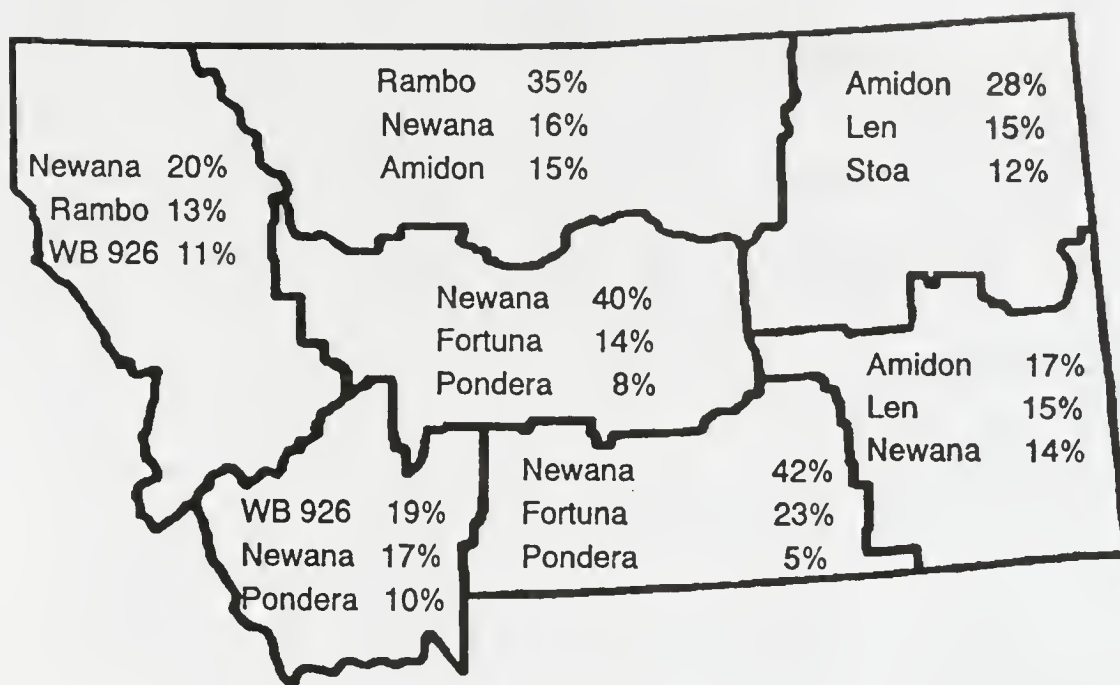 Rambo 35%
Newana 16%
Amidon 15%
Amidon 28%
Len 15%
Stoa 12%
Newana 20%
Rambo 13%
WB 926 11%
Newana 40%
Fortuna 14%
Pondera 8%
Amidon 17%
Len 15%
Newana 14%
WB 926 19%
Newana 17%
Pondera 10%
Newana 42%
Fortuna 23%
Pondera 5%